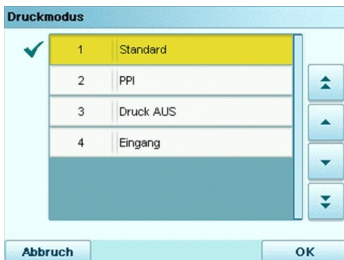 Druckmodus
1 Standard
2 PPI
3 Druck AUS
4 Eingang
Abbruch OK